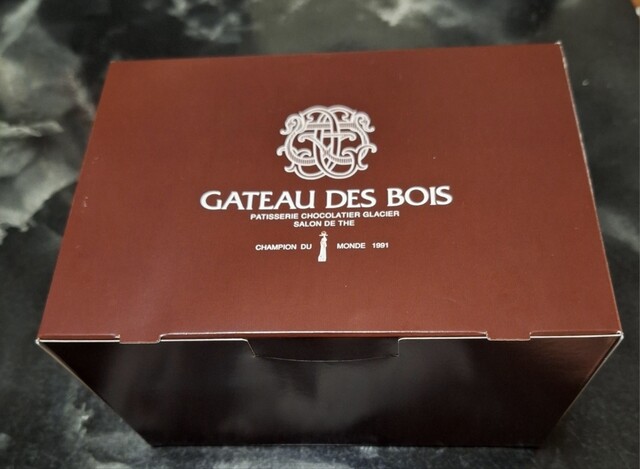 GATEAU DES BOIS
PATISSERIE CHOCOLATIER GLACIER
SALON DE THE
CHAMPION DU MONDE 1991